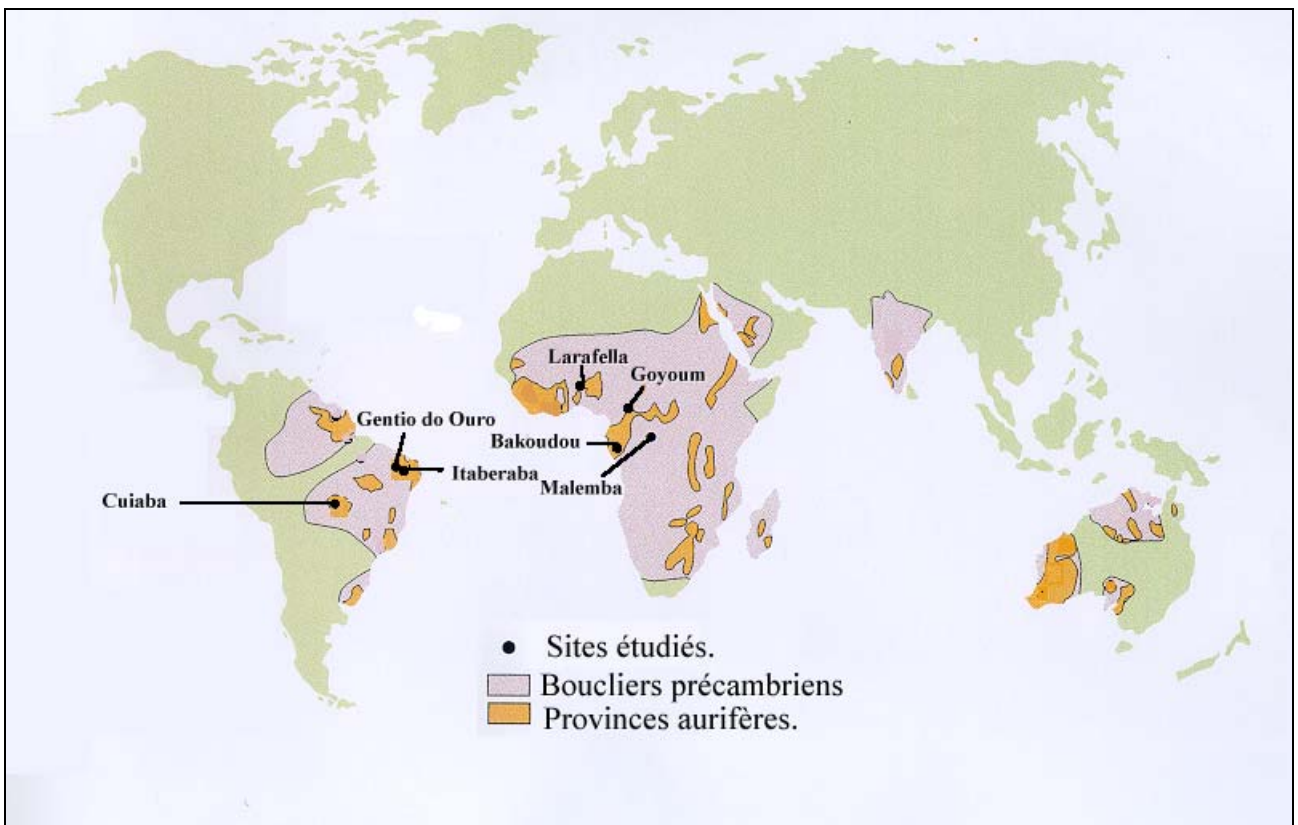 Larafella
Goyoum
Gentio do Ouro
Bakoudou
Itaberaba
Malemba
Cuiaba
Sites étudiés.
Boucliers précambriens
Provinces aurifères.